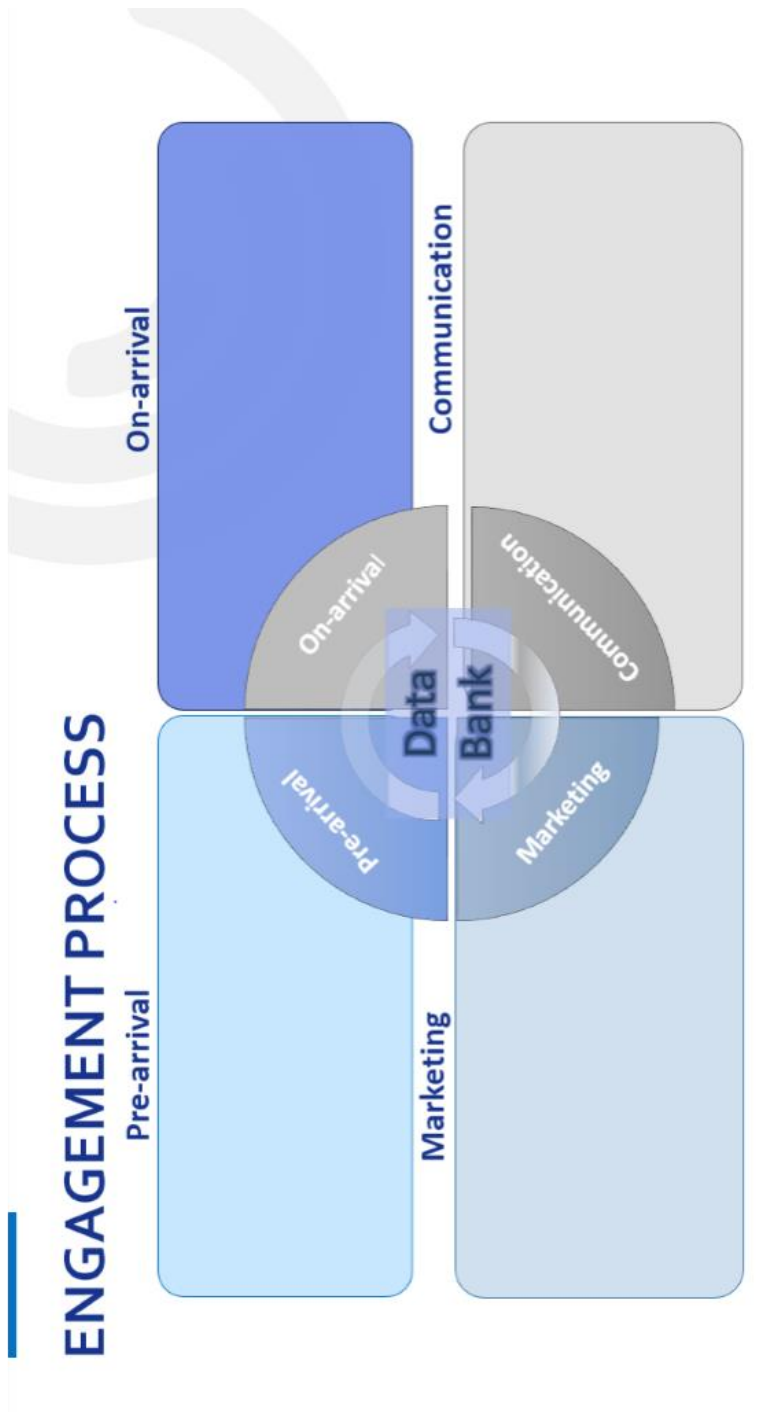 ENGAGEMENT PROCESS
Pre-arrival
On-arrival
Pre-arrival
On-arrival
Data
Bank
Marketing
Communication
Marketing
Communication